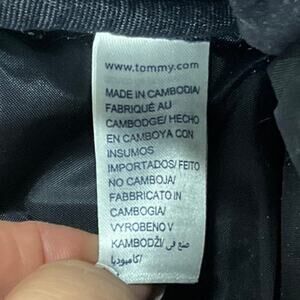 www.tommy.com
MADE IN CAMBODIA/
FABRIQUÉ AU
CAMBODGE/ HECHO
EN CAMBOYA CON
INSUMOS
IMPORTADOS/ FEITO
NO CAMBOJA/
FABBRICATO IN
CAMBOGIA/
VYROBENO V
KAMBODŽI/ صنع في
كامبوديا/